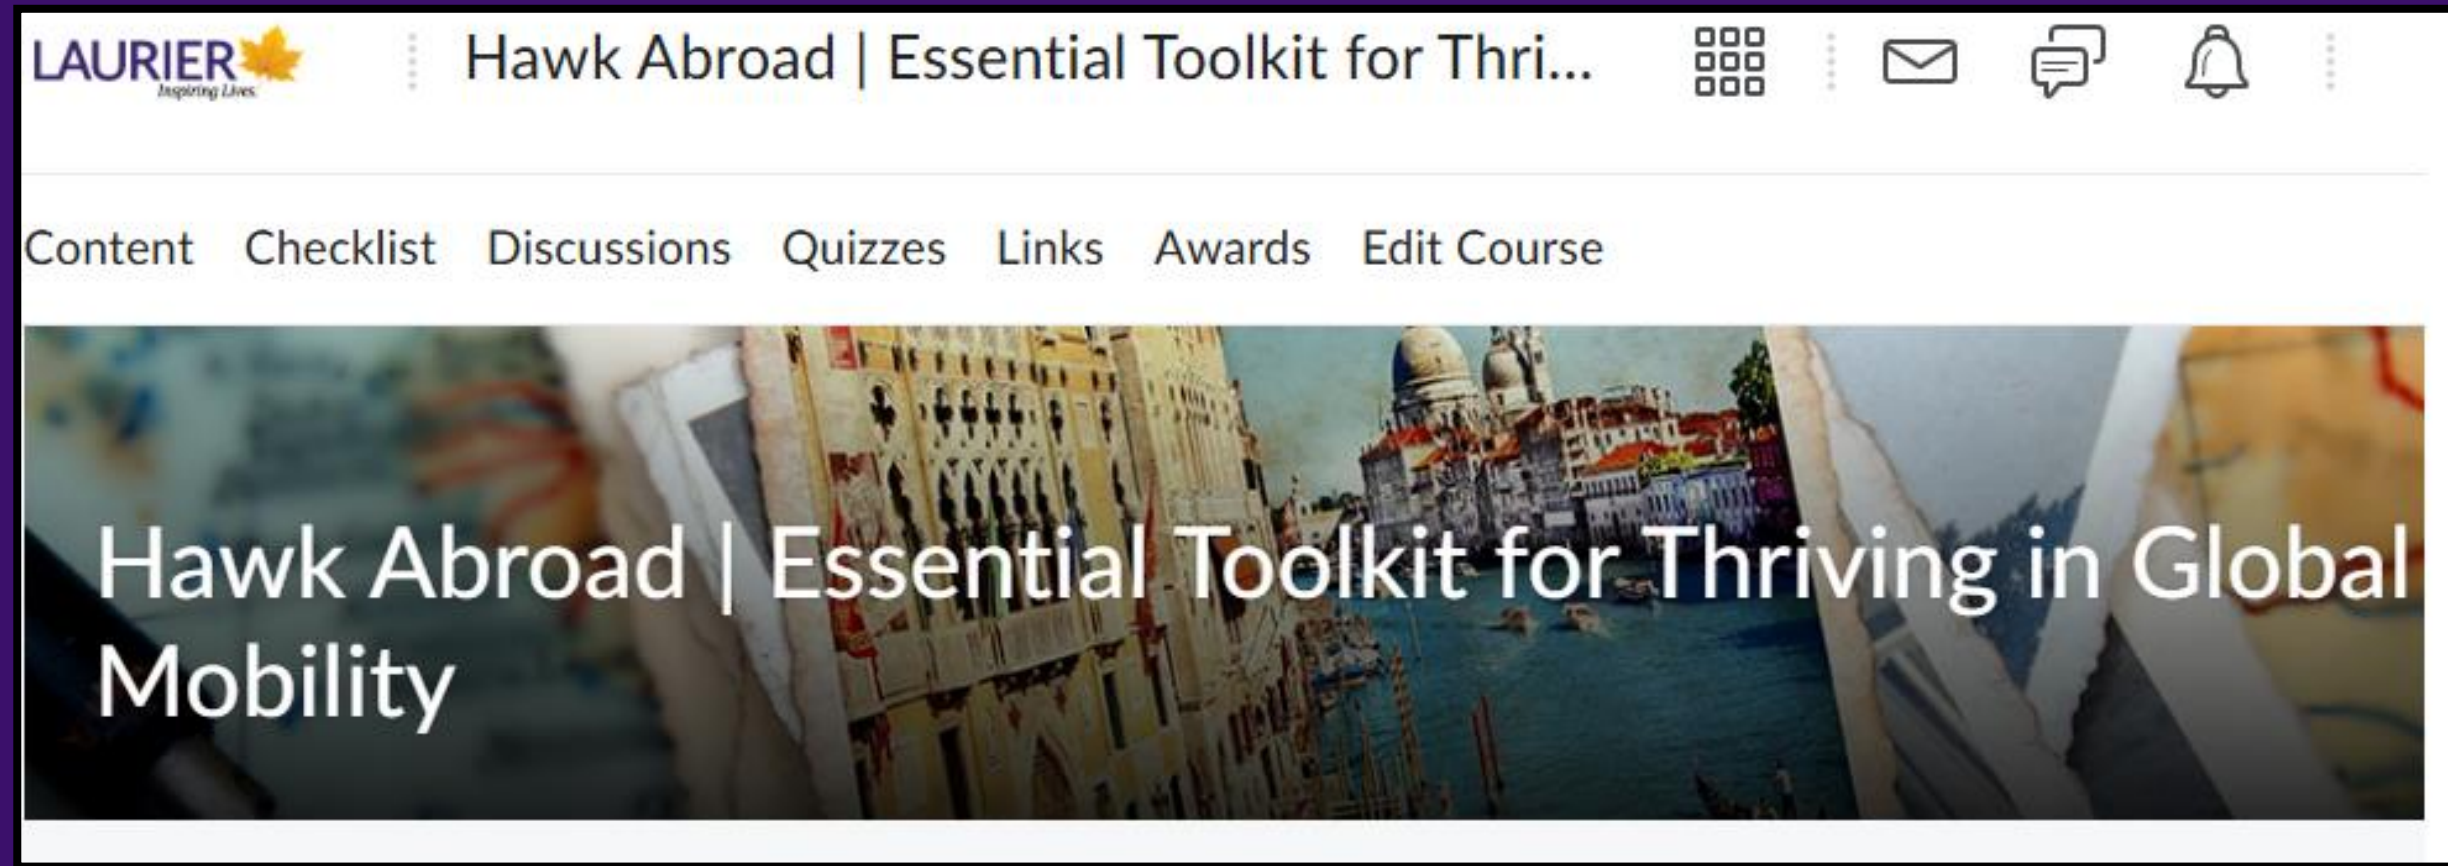 LAURIER
Inspiring Lives.
Hawk Abroad | Essential Toolkit for Thri...
Content Checklist Discussions Quizzes Links Awards Edit Course
Hawk Abroad | Essential Toolkit for Thriving in Global
Mobility